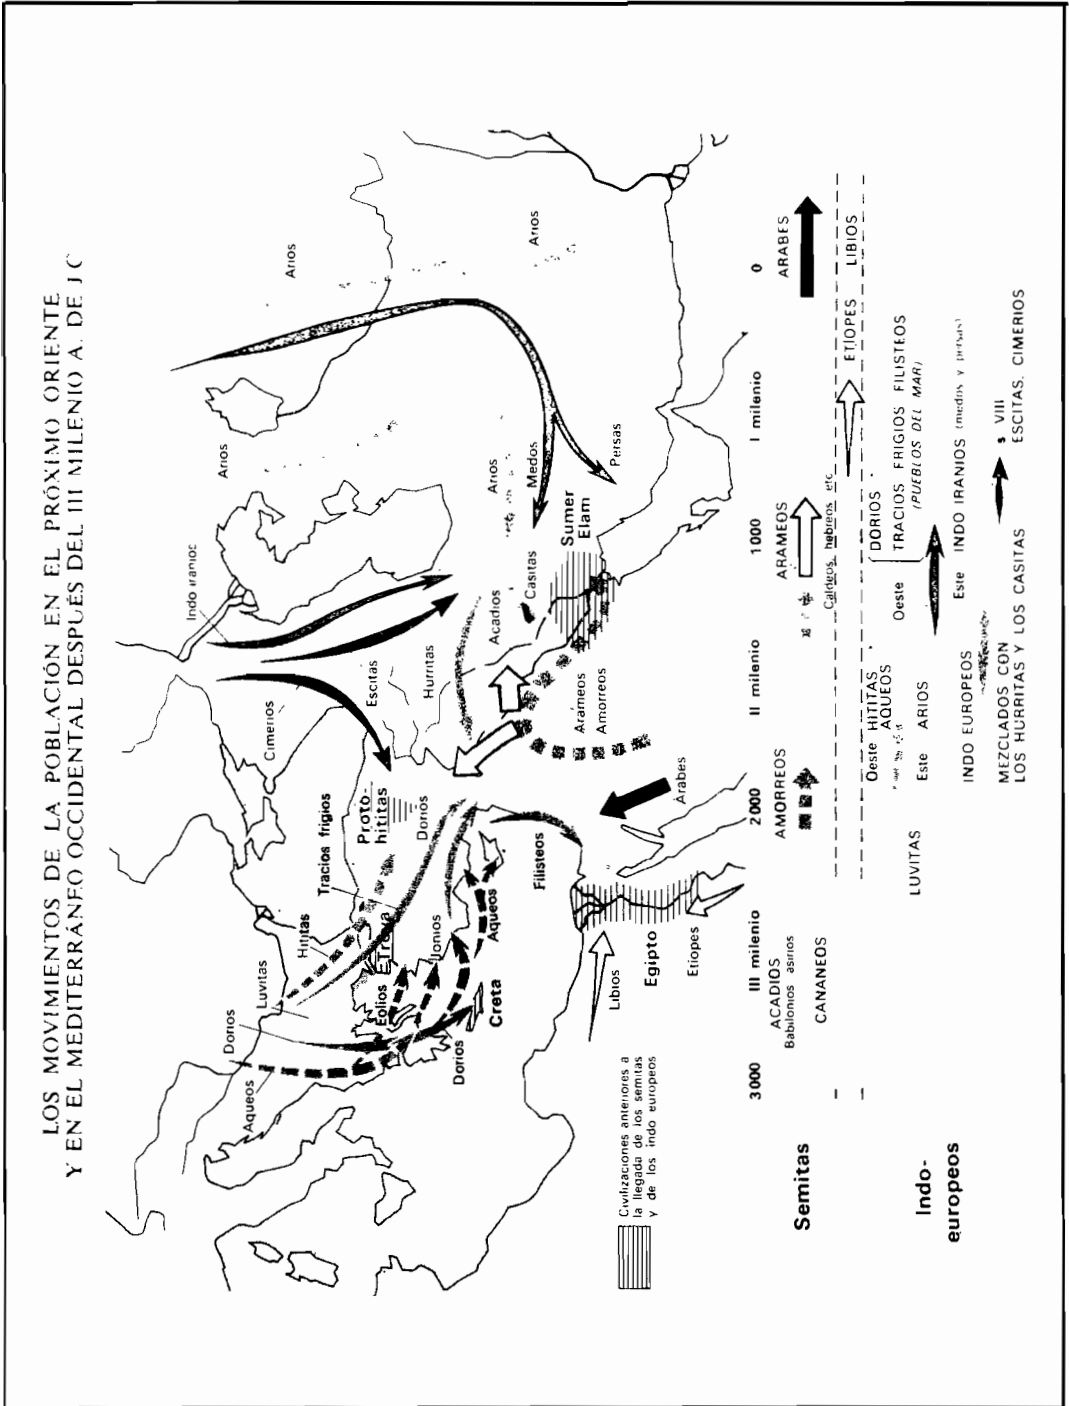 LOS MOVIMIENTOS DE LA POBLACIÓN EN EL PRÓXIMO ORIENTE
Y EN EL MEDITERRÁNEO OCCIDENTAL DESPUÉS DEL III MILENIO A. DE J C
Aqueos
Dorios
Luvitas
Hititas
Tracios frigios
Cimerios
Indo iranios
Arios
Arios
Escitas
Proto-
hititas
Hurritas
Dorios
Eolios
Troya
Jonios
Aqueos
Dorios
Creta
Filisteos
Acadios
Casitas
Arios
Medos
Arios
Sumer
Elam
Persas
Arameos
Amorreos
Arabes
Libios
Egipto
Etiopes
Civilizaciones anteriores a
la llegada de los semitas
y de los indo europeos
3000
III milenio
2000
II milenio
1000
I milenio
0
Semitas
ACADIOS
Babilonios asirios
CANANEOS
AMORREOS
ARAMEOS
Caldeos, hebreos etc
ARABES
ETIOPES LIBIOS
Indo-
europeos
LUVITAS
Oeste HITITAS
AQUEOS
Este ARIOS
INDO EUROPEOS
MEZCLADOS CON
LOS HURRITAS Y LOS CASITAS
Oeste
DORIOS
TRACIOS FRIGIOS FILISTEOS
(PUEBLOS DEL MAR)
Este INDO IRANIOS (medos y persas)
s VIII
ESCITAS, CIMERIOS